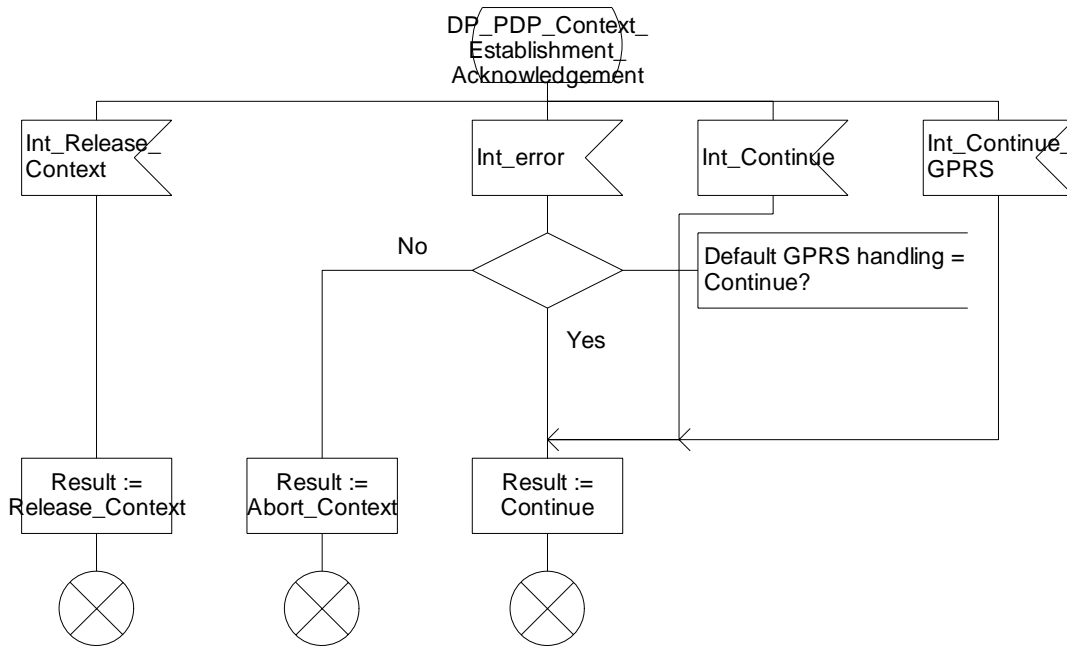 DP_PDP_Context_
Establishment_
Acknowledgement
Int_Release_
Context
Int_error
Int_Continue
Int_Continue_
GPRS
No
Default GPRS handling =
Continue?
Yes
Result :=
Release_Context
Result :=
Abort_Context
Result :=
Continue